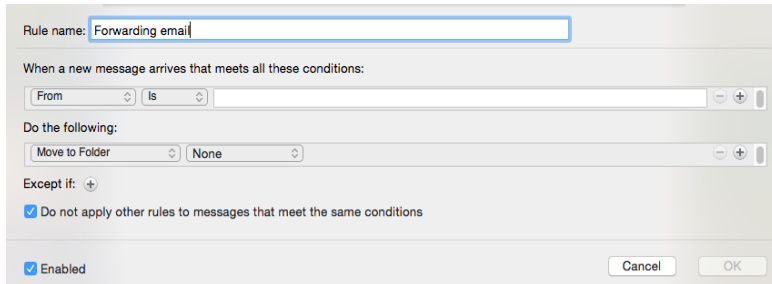 Rule name: Forwarding email
When a new message arrives that meets all these conditions:
From Is
Do the following:
Move to Folder None
Except if:
Do not apply other rules to messages that meet the same conditions
Enabled Cancel OK